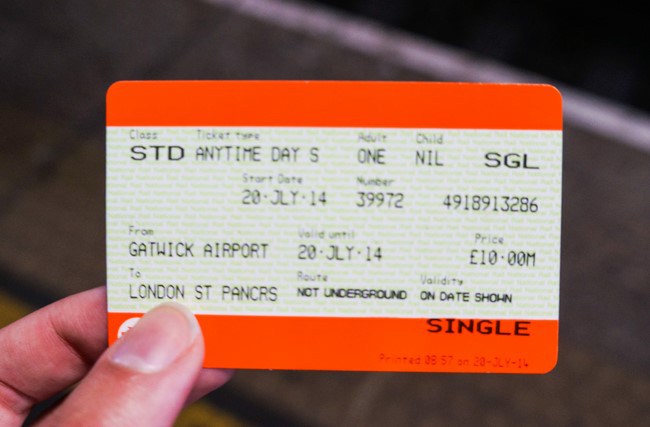 Class Ticket type Adult Child
STD ANYTIME DAY S ONE NIL SGL
Start Date Number
20·JLY·14 39972 4918913286
From Valid until Price
GATWICK AIRPORT 20·JLY·14 £10·00M
To Route Validity
LONDON ST PANCRS NOT UNDERGROUND ON DATE SHOWN
SINGLE
Printed 09:57 on 20-JLY-14